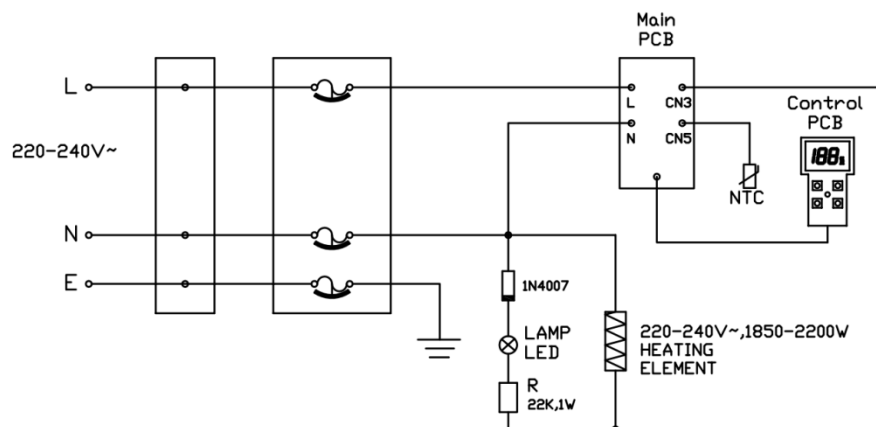 Main
PCB
L
L
CN3
Control
PCB
N
CN5
220-240V~
188
NTC
N
1N4007
E
LAMP
LED
220-240V~,1850-2200W
HEATING
ELEMENT
R
22K,1W